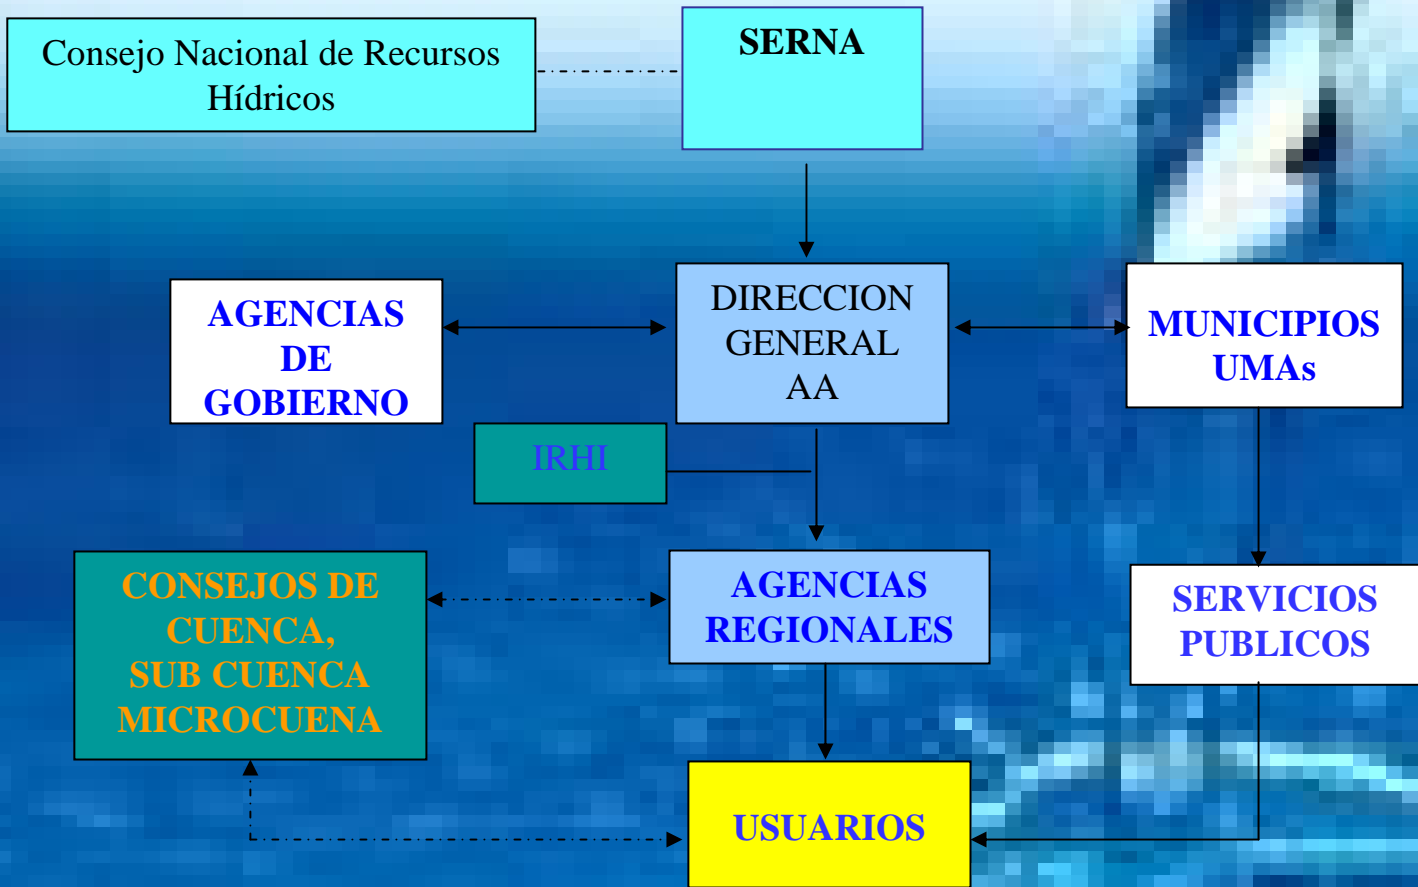 Consejo Nacional de Recursos
Hídricos
SERNA
AGENCIAS
DE
GOBIERNO
DIRECCION
GENERAL
AA
MUNICIPIOS
UMAs
IRHI
CONSEJOS DE
CUENCA,
SUB CUENCA
MICROCUENA
AGENCIAS
REGIONALES
SERVICIOS
PUBLICOS
USUARIOS